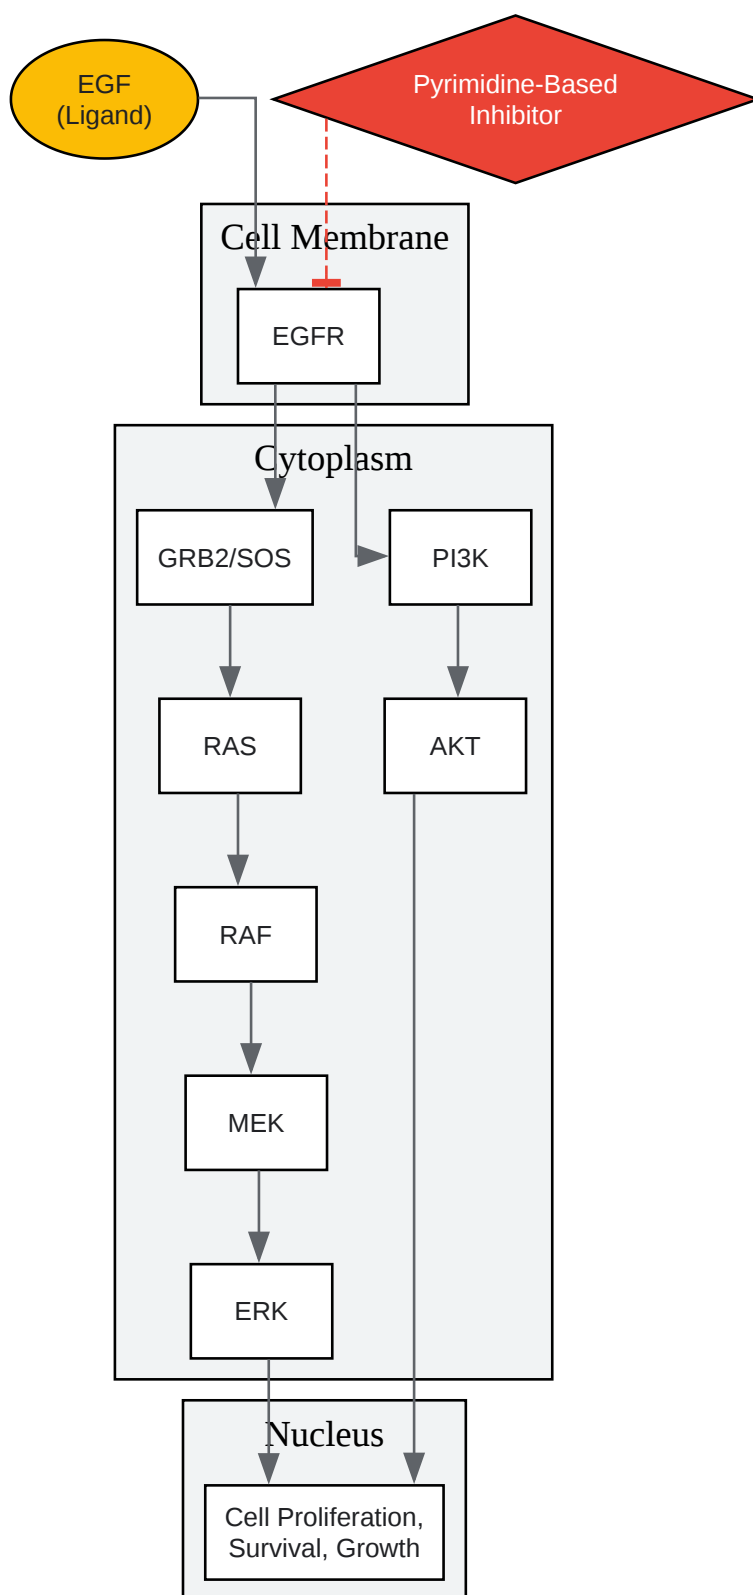 EGF
(Ligand)
Pyrimidine-Based
Inhibitor
Cell Membrane
EGFR
Cytoplasm
GRB2/SOS
PI3K
RAS
AKT
RAF
MEK
ERK
Nucleus
Cell Proliferation,
Survival, Growth